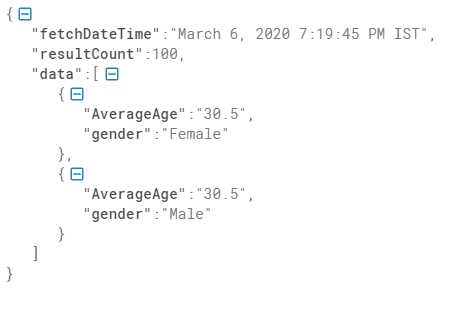 {
"fetchDateTime":"March 6, 2020 7:19:45 PM IST",
"resultCount":100,
"data":[
{
"AverageAge":"30.5",
"gender":"Female"
},
{
"AverageAge":"30.5",
"gender":"Male"
}
]
}